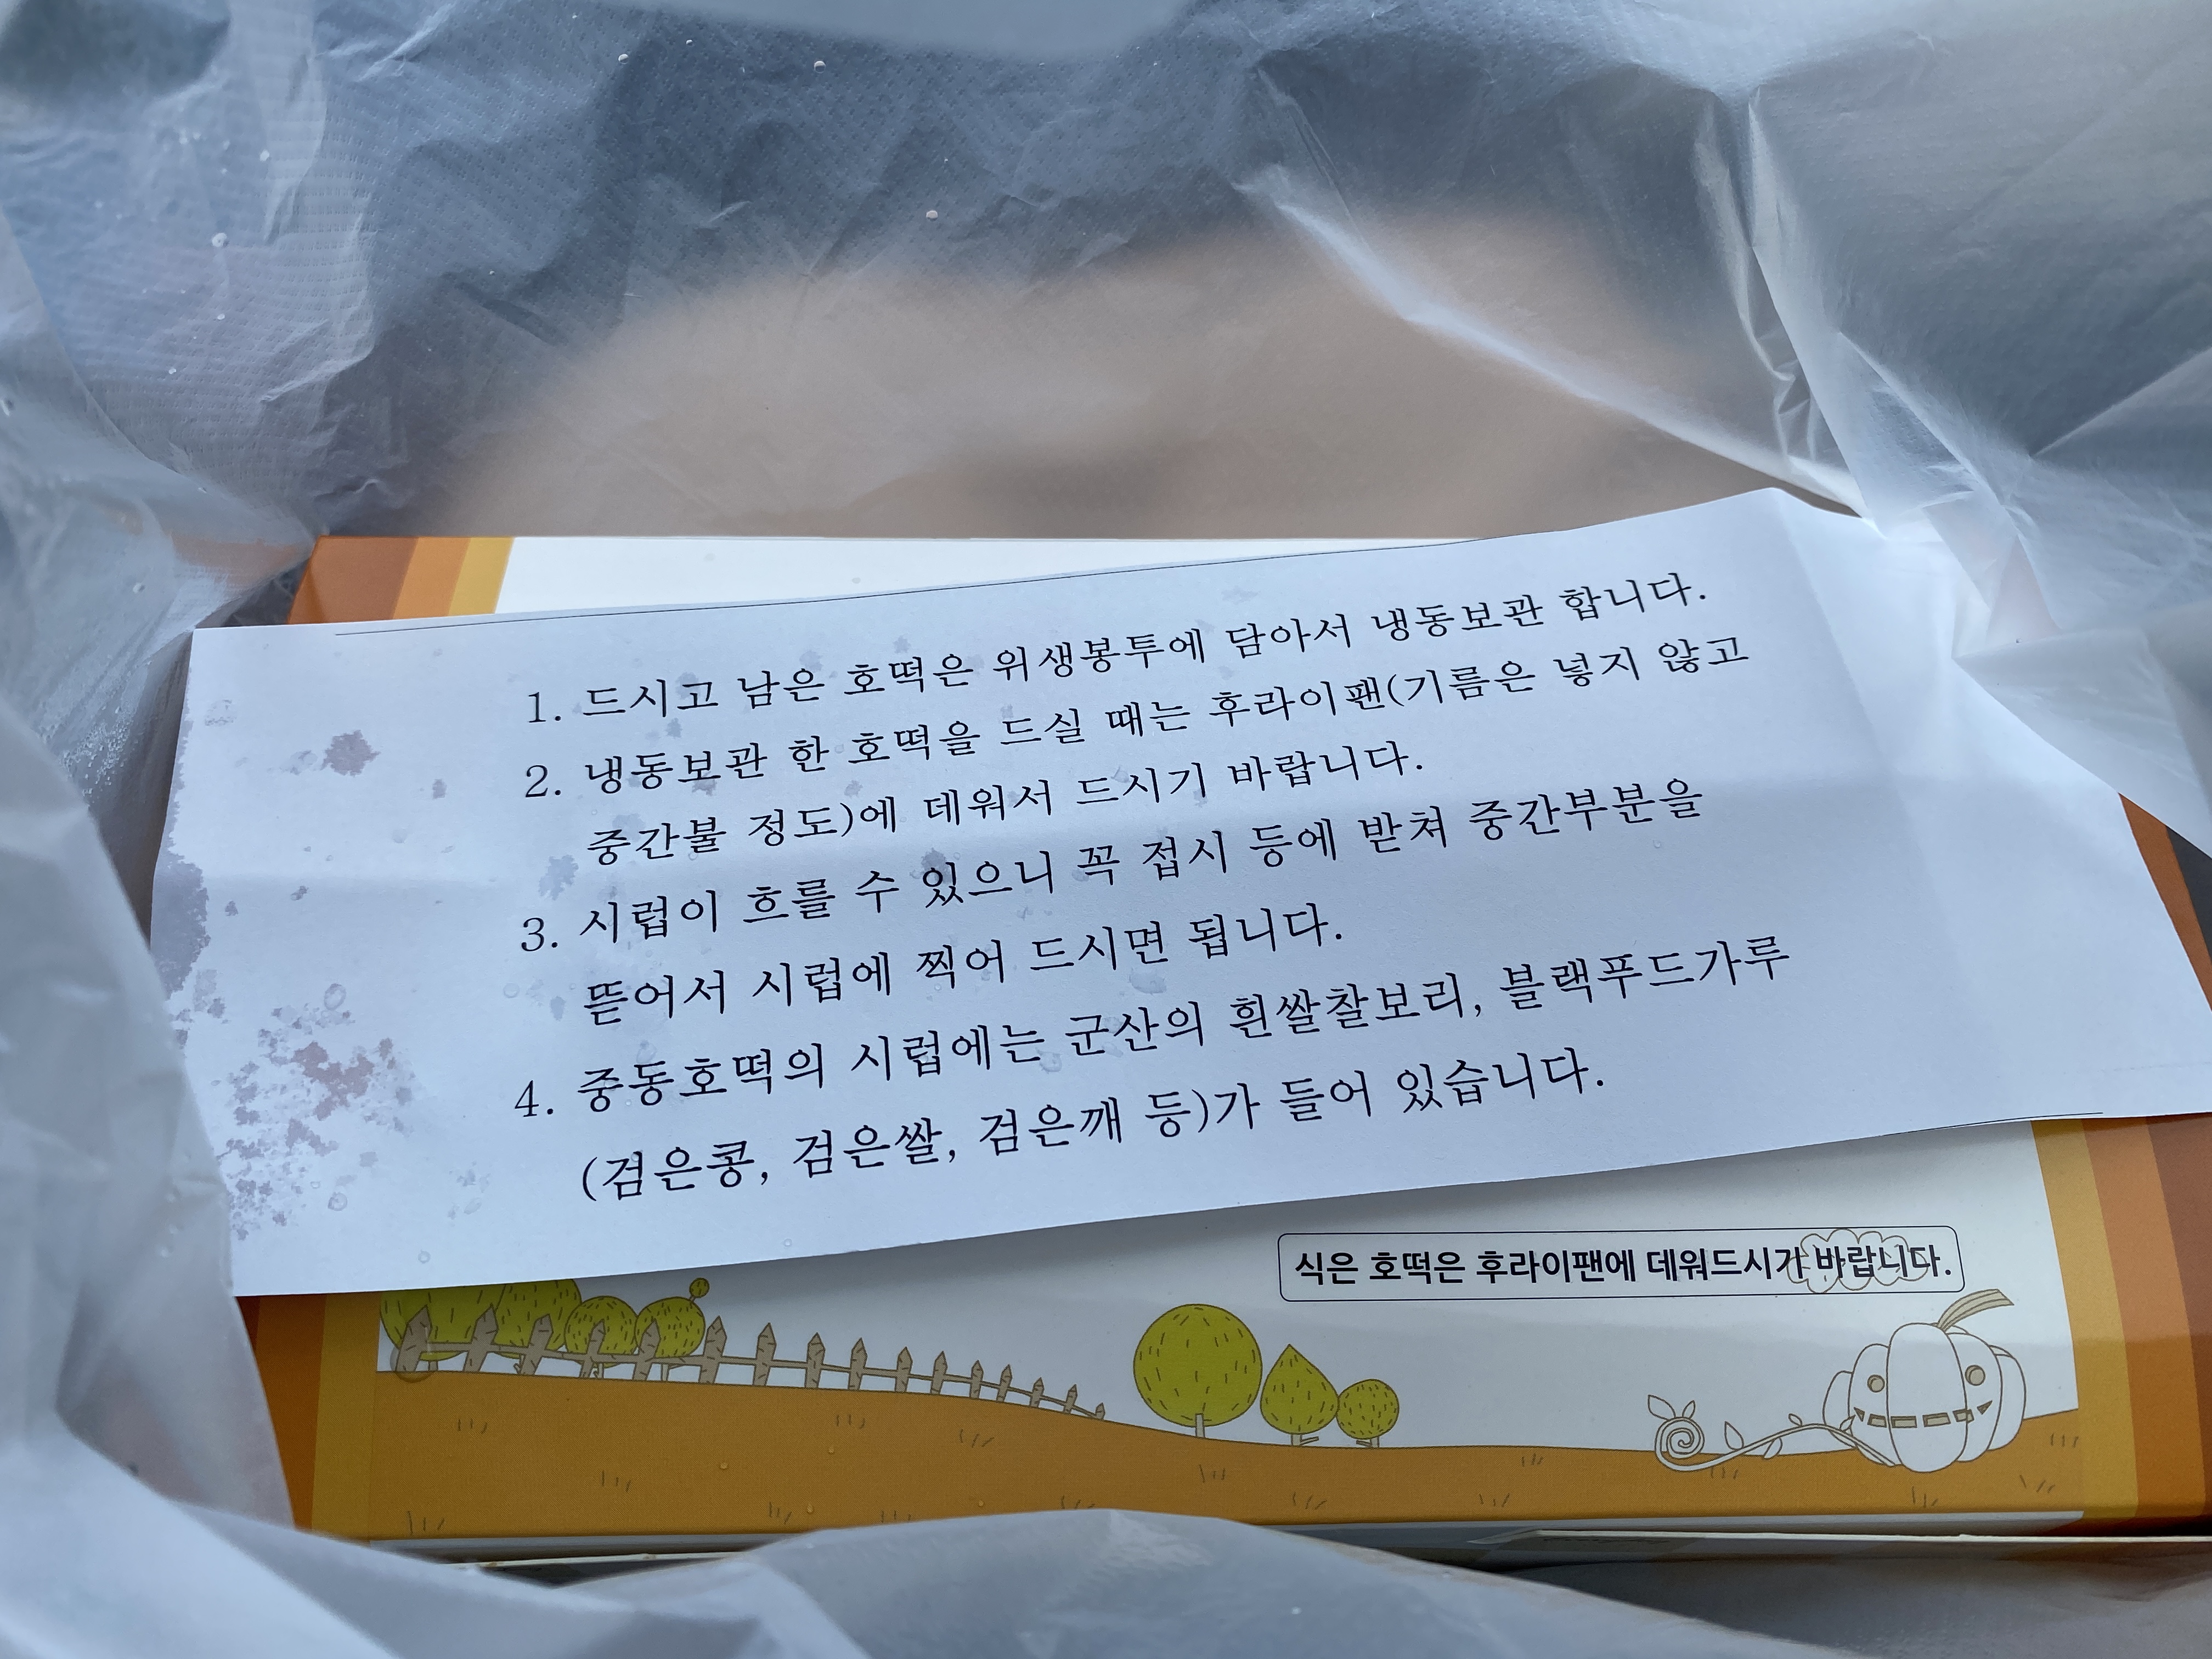 1. 드시고 남은 호떡은 위생봉투에 담아서 냉동보관 합니다.
2. 냉동보관 한 호떡을 드실 때는 후라이팬(기름은 넣지 않고
중간불 정도)에 데워서 드시기 바랍니다.
3. 시럽이 흐를 수 있으니 꼭 접시 등에 받쳐 중간부분을
뜯어서 시럽에 찍어 드시면 됩니다.
4. 중동호떡의 시럽에는 군산의 흰쌀찰보리, 블랙푸드가루
(검은콩, 검은쌀, 검은깨 등)가 들어 있습니다.
식은 호떡은 후라이팬에 데워드시기 바랍니다.